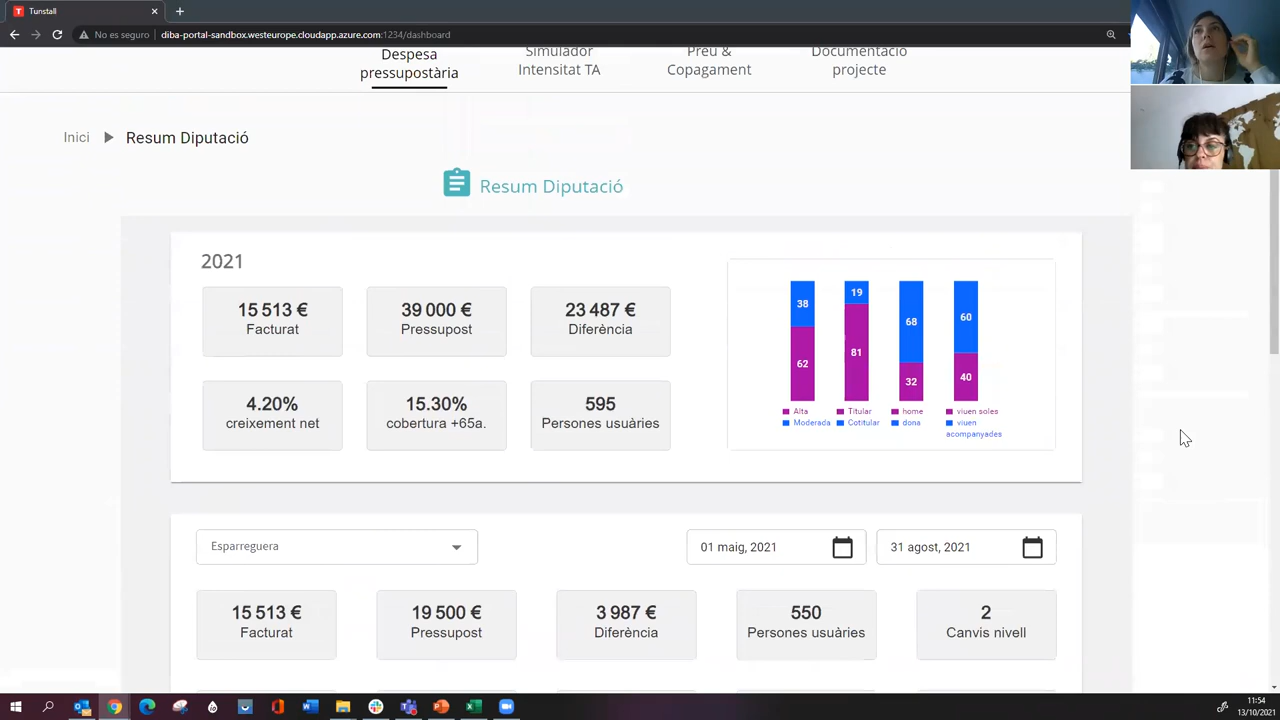 Tunstall
No es seguro
diba-portal-sandbox.westeurope.cloudapp.azure.com:1234/dashboard
Despesa
pressupostària
Simulador
Intensitat TA
Preu &
Copagament
Documentació
projecte
Inici
Resum Diputació
Resum Diputació
2021
15 513 €
Facturat
39 000 €
Pressupost
23 487 €
Diferència
4.20%
creixement net
15.30%
cobertura +65a.
595
Persones usuàries
38
19
68
60
62
81
32
40
Alta
Moderada
Titular
Cotitular
home
dona
viuen soles
viuen
acompanyades
Esparreguera
01 maig, 2021
31 agost, 2021
15 513 €
Facturat
19 500 €
Pressupost
3 987 €
Diferència
550
Persones usuàries
2
Canvis nivell
11:54
13/10/2021